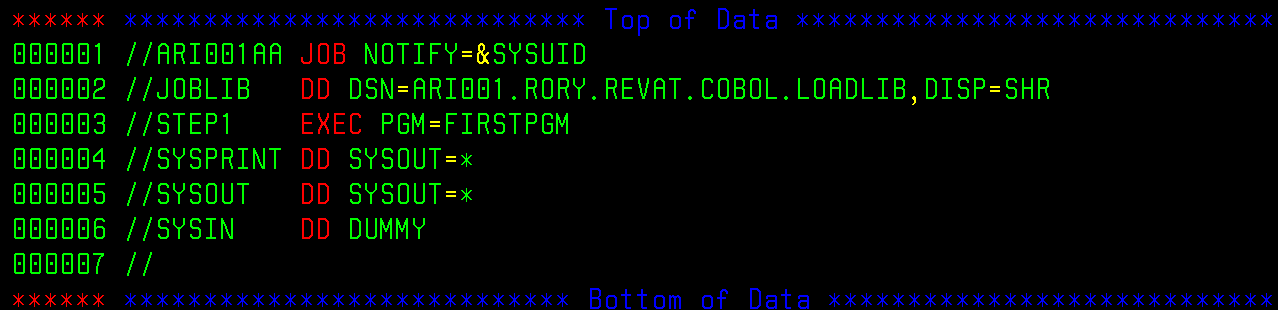 ****** ***************************** Top of Data ******************************
000001 //ARI001AA JOB NOTIFY=&SYSUID
000002 //JOBLIB   DD DSN=ARI001.RORY.REVAT.COBOL.LOADLIB,DISP=SHR
000003 //STEP1    EXEC PGM=FIRSTPGM
000004 //SYSPRINT DD SYSOUT=*
000005 //SYSOUT   DD SYSOUT=*
000006 //SYSIN    DD DUMMY
000007 //
****** **************************** Bottom of Data ****************************